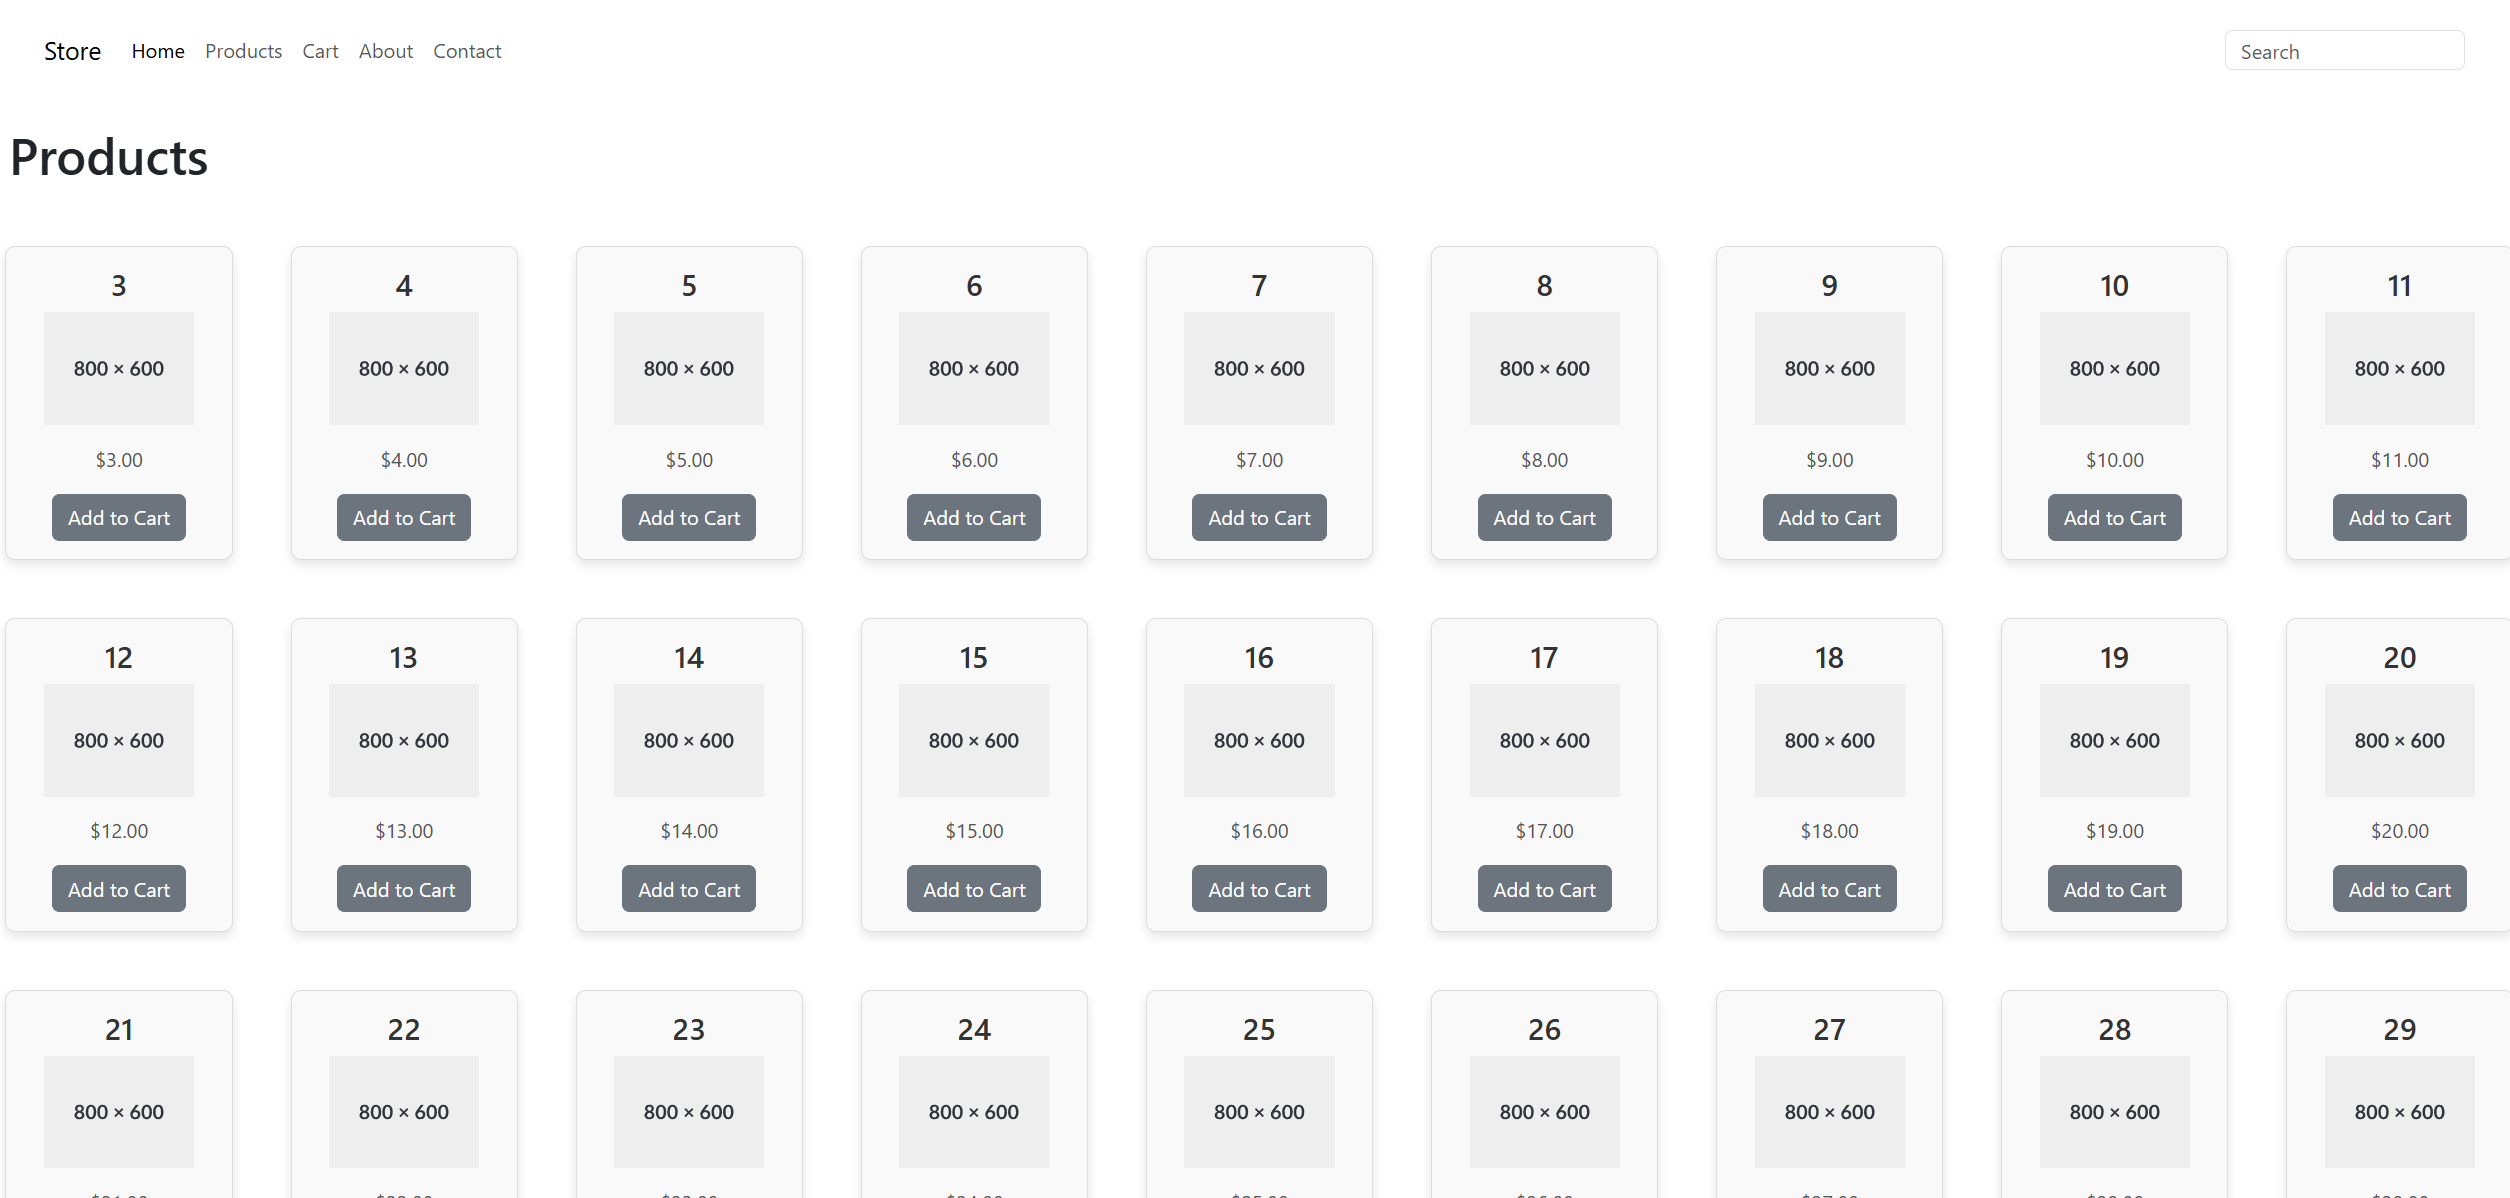 Store Home Products Cart About Contact Search
Products
3 4 5 6 7 8 9 10 11
800 × 600 800 × 600 800 × 600 800 × 600 800 × 600 800 × 600 800 × 600 800 × 600 800 × 600
$3.00 $4.00 $5.00 $6.00 $7.00 $8.00 $9.00 $10.00 $11.00
Add to Cart Add to Cart Add to Cart Add to Cart Add to Cart Add to Cart Add to Cart Add to Cart Add to Cart
12 13 14 15 16 17 18 19 20
800 × 600 800 × 600 800 × 600 800 × 600 800 × 600 800 × 600 800 × 600 800 × 600 800 × 600
$12.00 $13.00 $14.00 $15.00 $16.00 $17.00 $18.00 $19.00 $20.00
Add to Cart Add to Cart Add to Cart Add to Cart Add to Cart Add to Cart Add to Cart Add to Cart Add to Cart
21 22 23 24 25 26 27 28 29
800 × 600 800 × 600 800 × 600 800 × 600 800 × 600 800 × 600 800 × 600 800 × 600 800 × 600